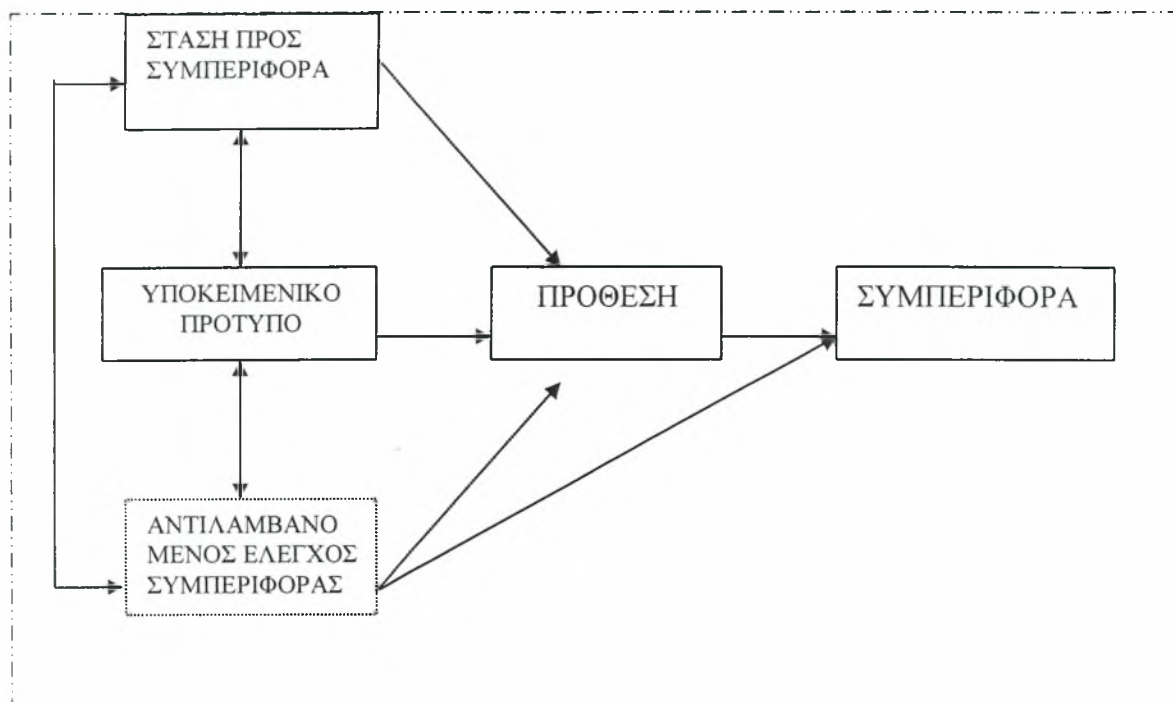 ΣΤΑΣΗ ΠΡΟΣ
ΣΥΜΠΕΡΙΦΟΡΑ
ΥΠΟΚΕΙΜΕΝΙΚΟ
ΠΡΟΤΥΠΟ
ΠΡΟΘΕΣΗ
ΣΥΜΠΕΡΙΦΟΡΑ
ΑΝΤΙΛΑΜΒΑΝΟ
ΜΕΝΟΣ ΕΛΕΓΧΟΣ
ΣΥΜΠΕΡΙΦΟΡΑΣ